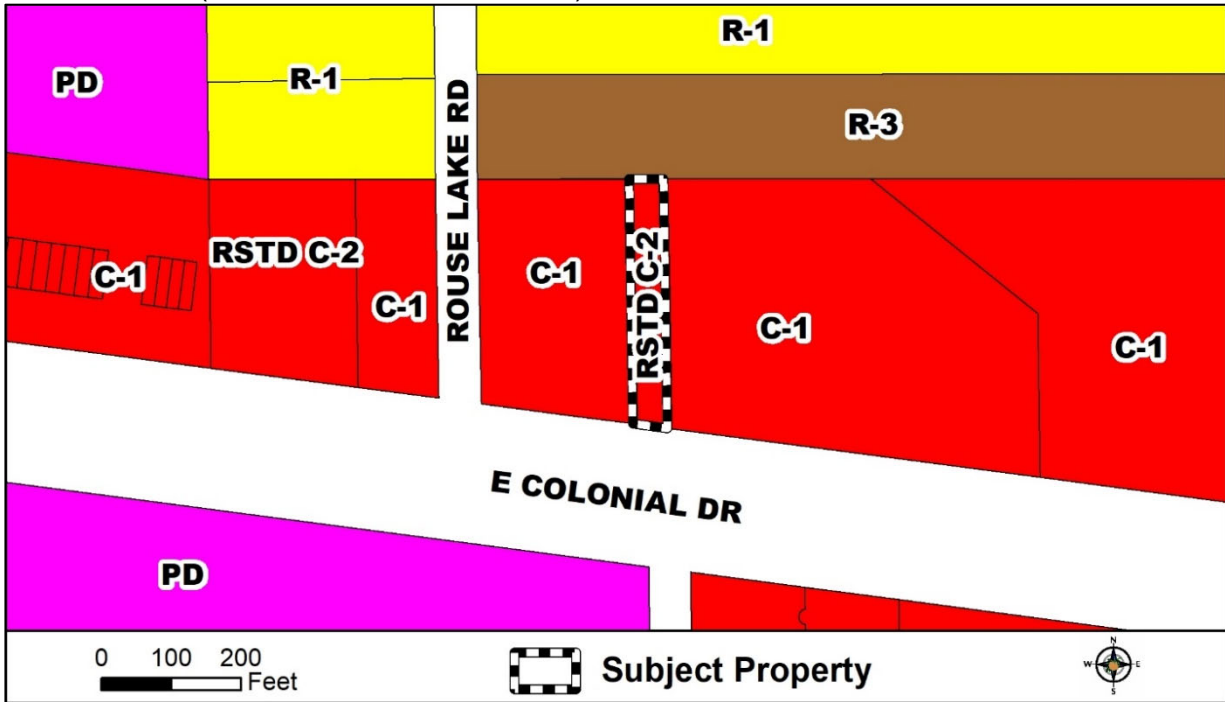 R-1
PD
R-1
R-3
ROUSE LAKE RD
RSTD C-2
C-1
C-1
C-1
RSTD C-2
C-1
C-1
E COLONIAL DR
PD
0 100 200
Feet
Subject Property
N
W E
S